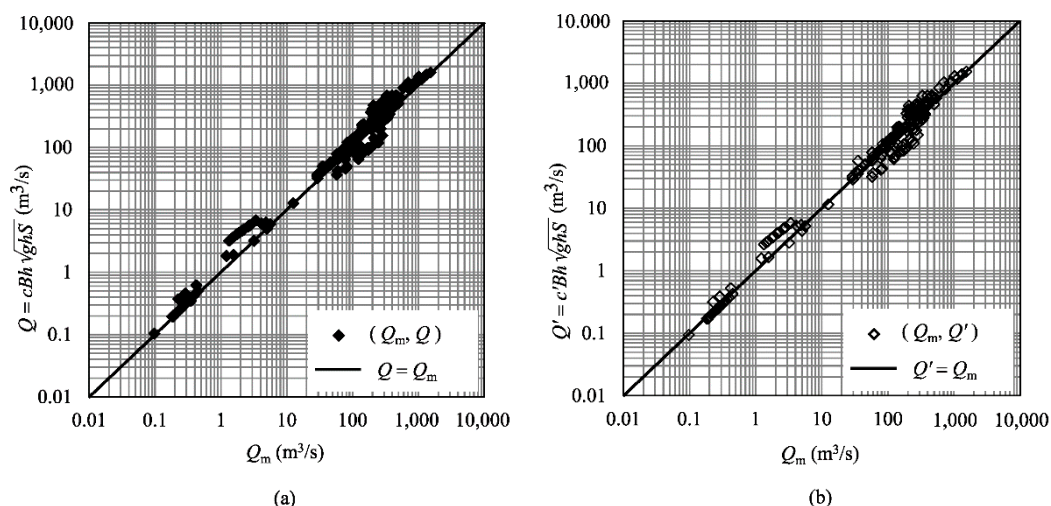 10,000
1,000
100
10
1
0.1
0.01
Q = cBh√ghS (m³/s)
(Qₘ, Q)
Q = Qₘ
0.01 0.1 1 10 100 1,000 10,000
Qₘ (m³/s)
(a)
10.000
1,000
100
10
1
0.1
0.01
Q' = c'Bh√ghS (m³/s)
(Qₘ, Q')
Q' = Qₘ
0.01 0.1 1 10 100 1,000 10,000
Qₘ (m³/s)
(b)